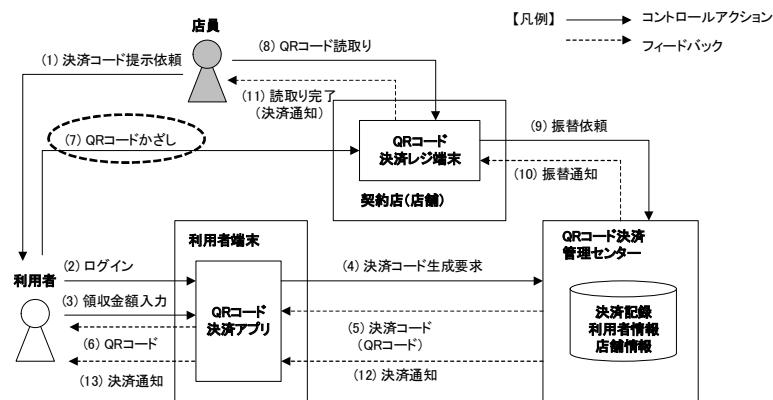 【凡例】
コントロールアクション
フィードバック
店員
(8) QRコード読取り
(1) 決済コード提示依頼
(11) 読取り完了
(決済通知)
(7) QRコードかざし
QRコード
決済レジ端末
(9) 振替依頼
(10) 振替通知
契約店(店舗)
利用者端末
QRコード決済
管理センター
利用者
(2) ログイン
(4) 決済コード生成要求
(3) 領収金額入力
QRコード
決済アプリ
(5) 決済コード
(QRコード)
決済記録
利用者情報
店舗情報
(6) QRコード
(13) 決済通知
(12) 決済通知